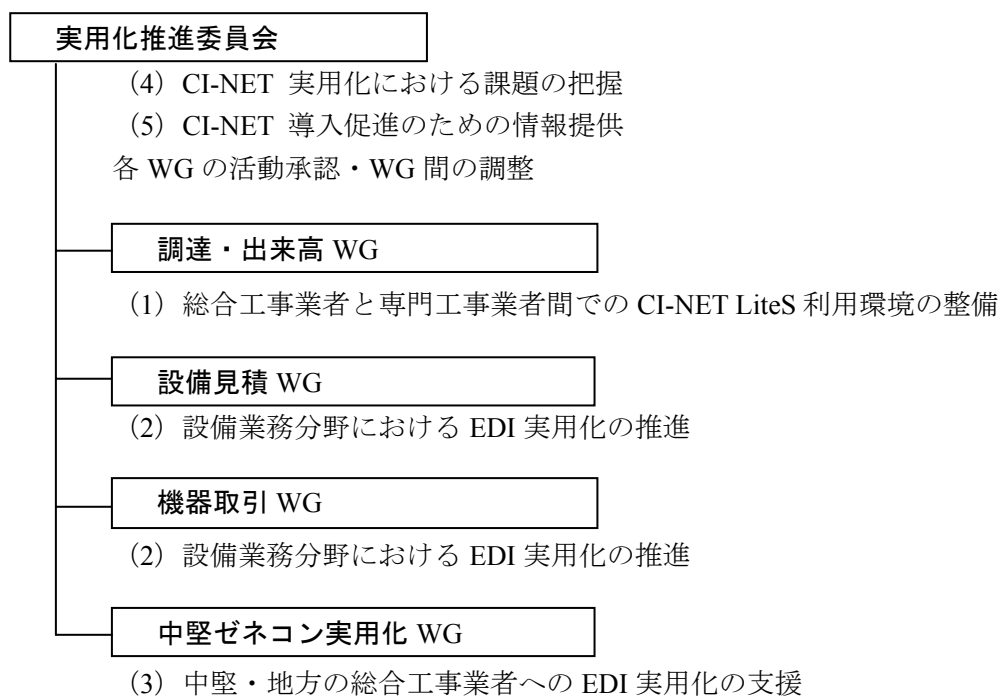 実用化推進委員会
(4) CI-NET 実用化における課題の把握
(5) CI-NET 導入促進のための情報提供
各 WG の活動承認・WG 間の調整
調達・出来高 WG
(1) 総合工事業者と専門工事業者間での CI-NET LiteS 利用環境の整備
設備見積 WG
(2) 設備業務分野における EDI 実用化の推進
機器取引 WG
(2) 設備業務分野における EDI 実用化の推進
中堅ゼネコン実用化 WG
(3) 中堅・地方の総合工事業者への EDI 実用化の支援